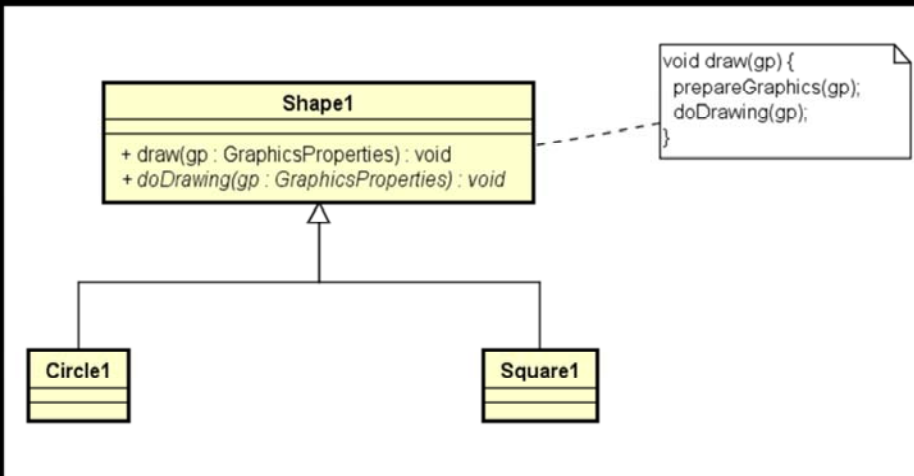 Shape1
+ draw(gp : GraphicsProperties) : void
+ doDrawing(gp : GraphicsProperties) : void
void draw(gp) {
prepareGraphics(gp);
doDrawing(gp);
}
Circle1
Square1